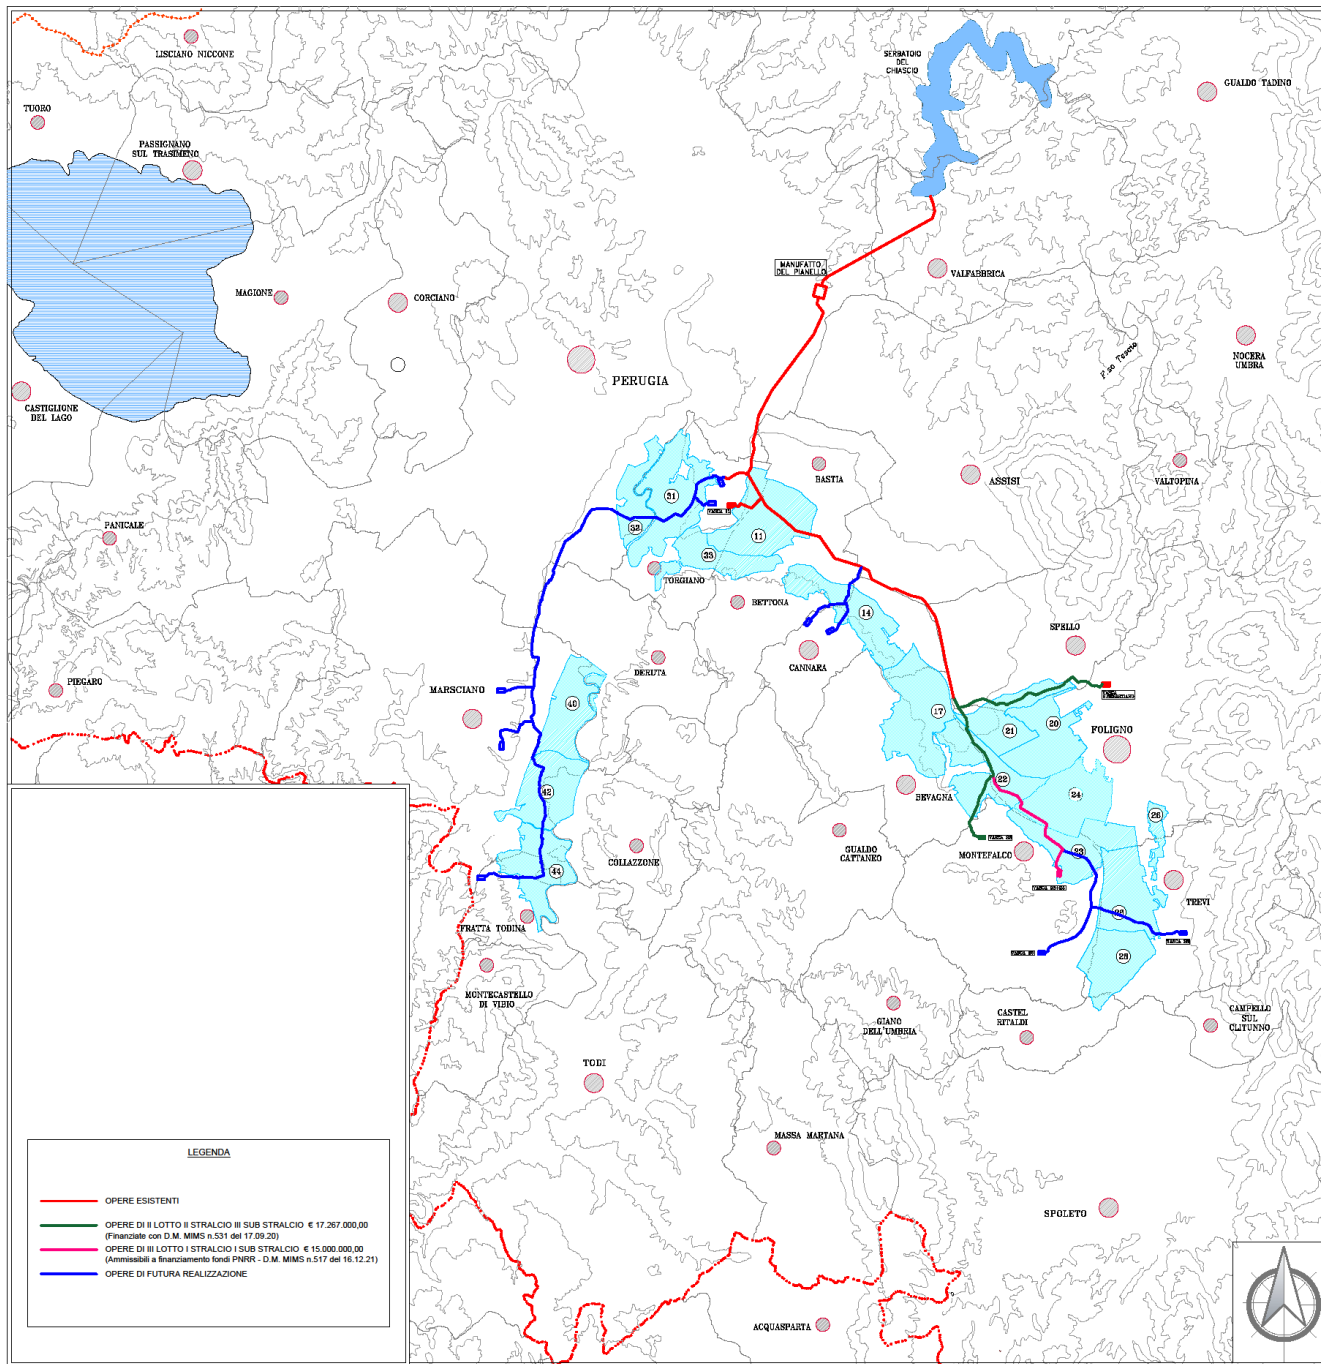 LISCIANO NICCONE
TUORO
PASSIGNANO
SUL TRASIMENO
SERBATOIO
DEL
CHIASCIO
GUALDO TADINO
MANUFATTO
DEL PIANELLO
VALFABBRICA
MAGIONE
CORCIANO
NOCERA
UMBRA
F.so Tescio
PERUGIA
CASTIGLIONE
DEL LAGO
BASTIA
ASSISI
VALTOPINA
PANICALE
31
32
11
33
TORGIANO
BETTONA
14
CANNARA
SPELLO
DERUTA
PIEGARO
MARSCIANO
40
17
21
20
FOLIGNO
22
24
BEVAGNA
42
26
GUALDO
CATTANEO
COLLAZZONE
MONTEFALCO
23
44
TREVI
FRATTA TODINA
28
MONTECASTELLO
DI VIBIO
GIANO
DELL'UMBRIA
CASTEL
RITALDI
CAMPELLO
SUL
CLITUNNO
TODI
MASSA MARTANA
SPOLETO
ACQUASPARTA
LEGENDA
OPERE ESISTENTI
OPERE DI II LOTTO II STRALCIO III SUB STRALCIO € 17.267.000,00
(Finanziate con D.M. MIMS n.531 del 17.09.20)
OPERE DI III LOTTO I STRALCIO I SUB STRALCIO € 15.000.000,00
(Ammissibili a finanziamento fondi PNRR - D.M. MIMS n.517 del 16.12.21)
OPERE DI FUTURA REALIZZAZIONE